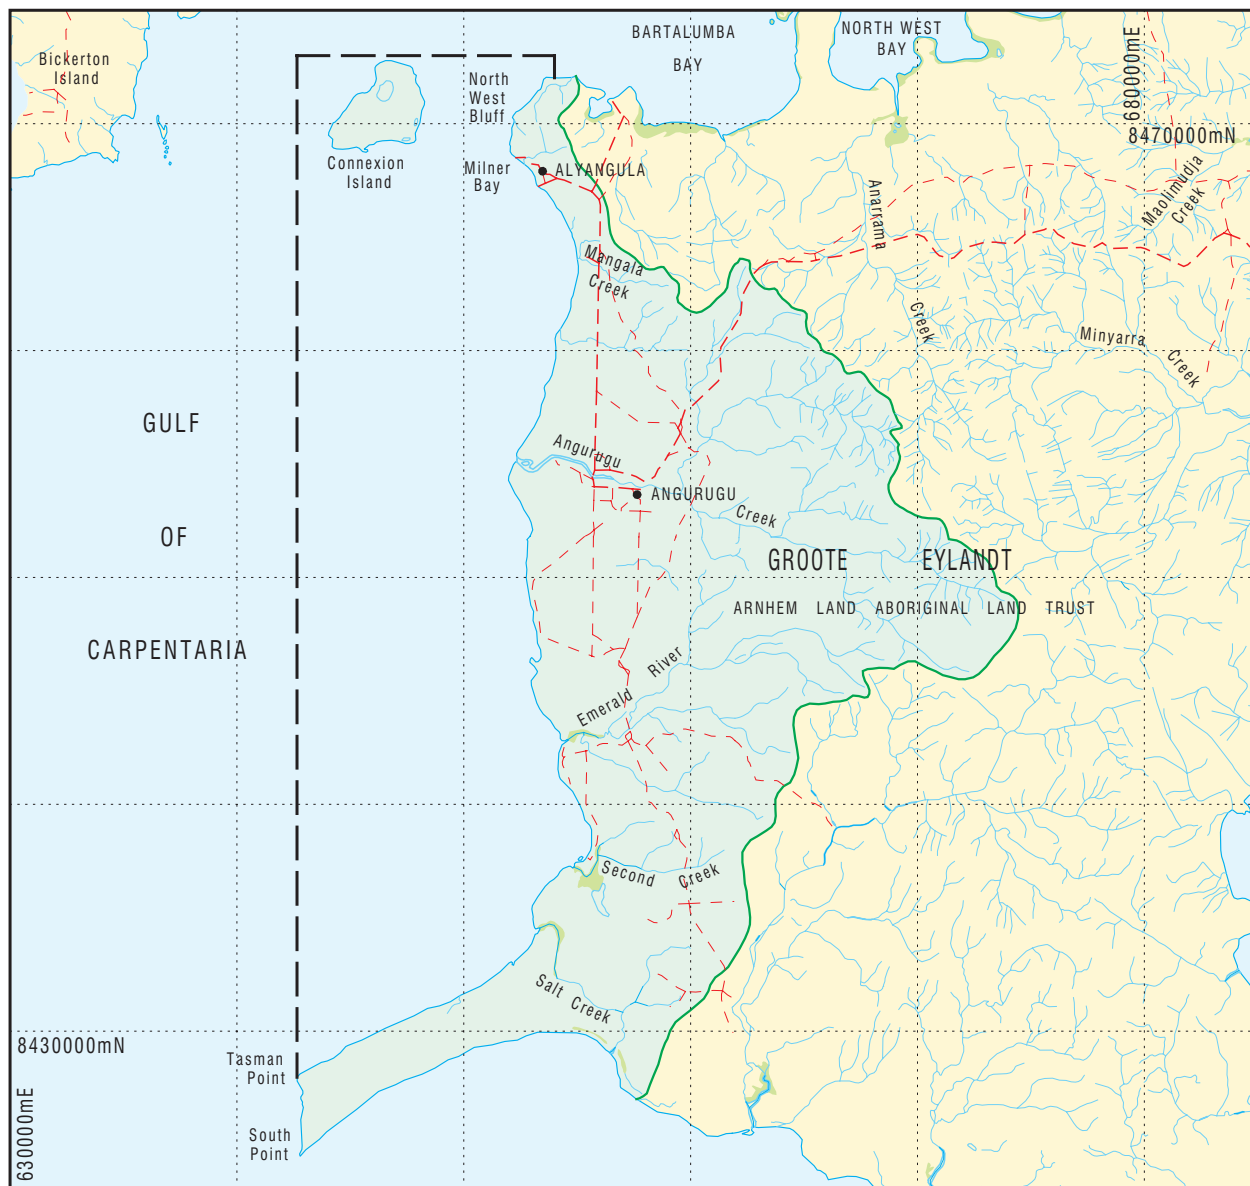 BARTALUMBA
BAY
NORTH WEST
BAY
680000mE
Bickerton
Island
North
West
Bluff
8470000mN
Connexion
Island
Milner
Bay
ALYANGULA
Anarrama
Creek
Maolimudja
Creek
Mangala
Creek
Minyarra
Creek
GULF
OF
CARPENTARIA
Angurugu
Creek
ANGURUGU
GROOTE EYLANDT
ARNHEM LAND ABORIGINAL LAND TRUST
Emerald River
Second Creek
Salt Creek
8430000mN
Tasman
Point
South
Point
630000mE